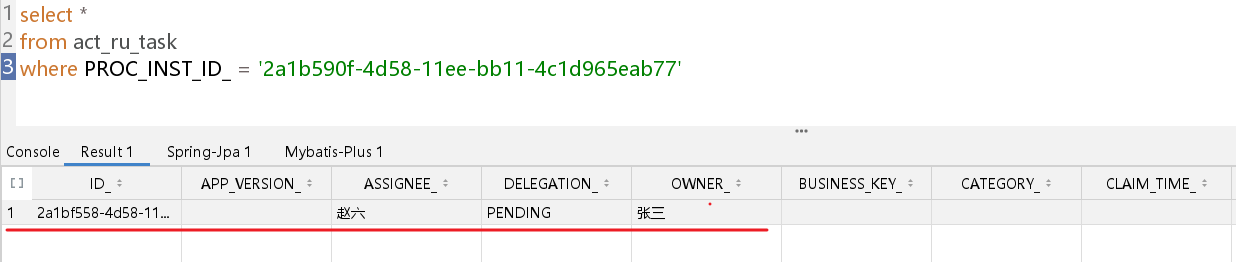 1 select *
2 from act_ru_task
3 where PROC_INST_ID_ = '2a1b590f-4d58-11ee-bb11-4c1d965eab77'
Console Result 1 Spring-Jpa 1 Mybatis-Plus 1
ID_ APP_VERSION_ ASSIGNEE_ DELEGATION_ OWNER_ BUSINESS_KEY_ CATEGORY_ CLAIM_TIME_
1 2a1bf558-4d58-11... 赵六 PENDING 张三